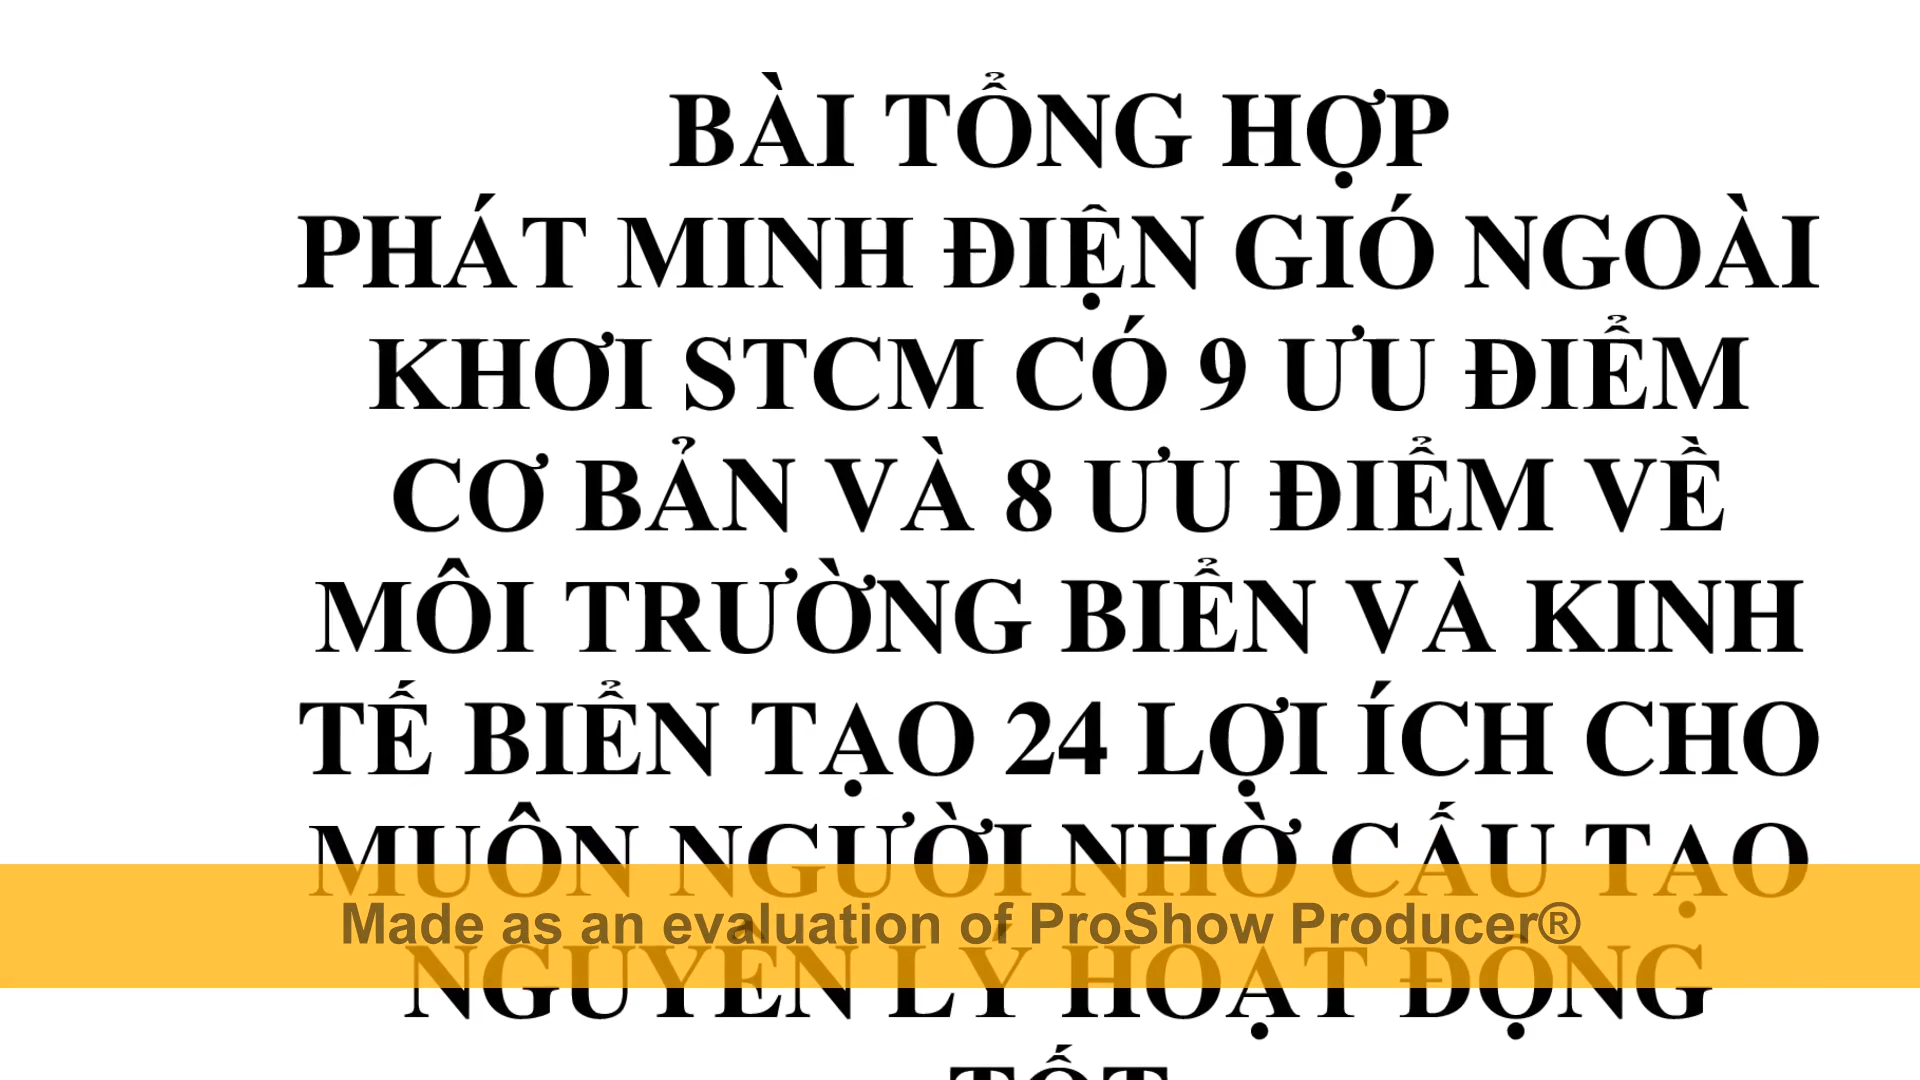 BÀI TỔNG HỢP
PHÁT MINH ĐIỆN GIÓ NGOÀI
KHƠI STCM CÓ 9 ƯU ĐIỂM
CƠ BẢN VÀ 8 ƯU ĐIỂM VỀ
MÔI TRƯỜNG BIỂN VÀ KINH
TẾ BIỂN TẠO 24 LỢI ÍCH CHO
MUÔN NGƯỜI NHỜ CẤU TẠO
Made as an evaluation of ProShow Producer®
NGUYÊN LÝ HOẠT ĐỘNG
TỐT